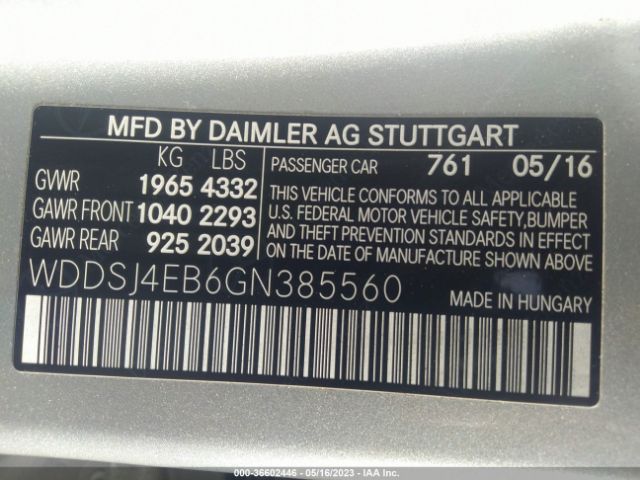 MFD BY DAIMLER AG STUTTGART
KG LBS
GVWR 1965 4332
GAWR FRONT 1040 2293
GAWR REAR 925 2039
PASSENGER CAR 761 05/16
THIS VEHICLE CONFORMS TO ALL APPLICABLE
U.S. FEDERAL MOTOR VEHICLE SAFETY,BUMPER
AND THEFT PREVENTION STANDARDS IN EFFECT
ON THE DATE OF MANUFACTURE SHOWN ABOVE.
WDDSJ4EB6GN385560
MADE IN HUNGARY
000-36602446 - 05/16/2023 - IAA Inc.